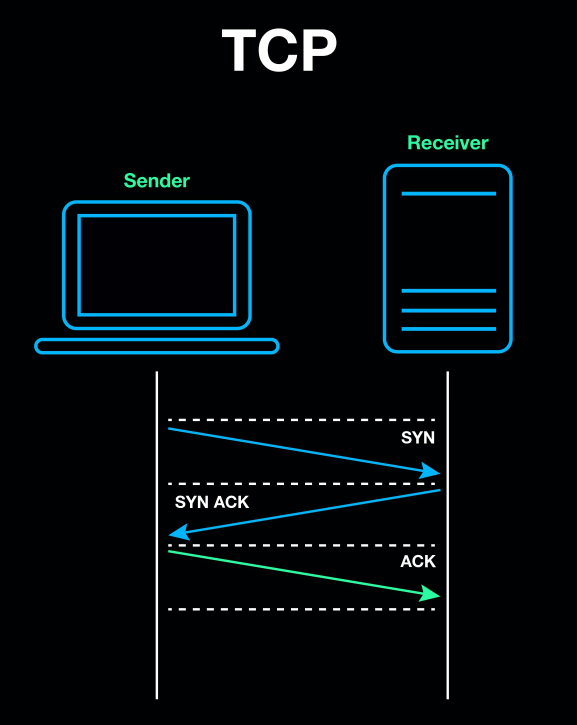 TCP
Receiver
Sender
SYN
SYN ACK
ACK